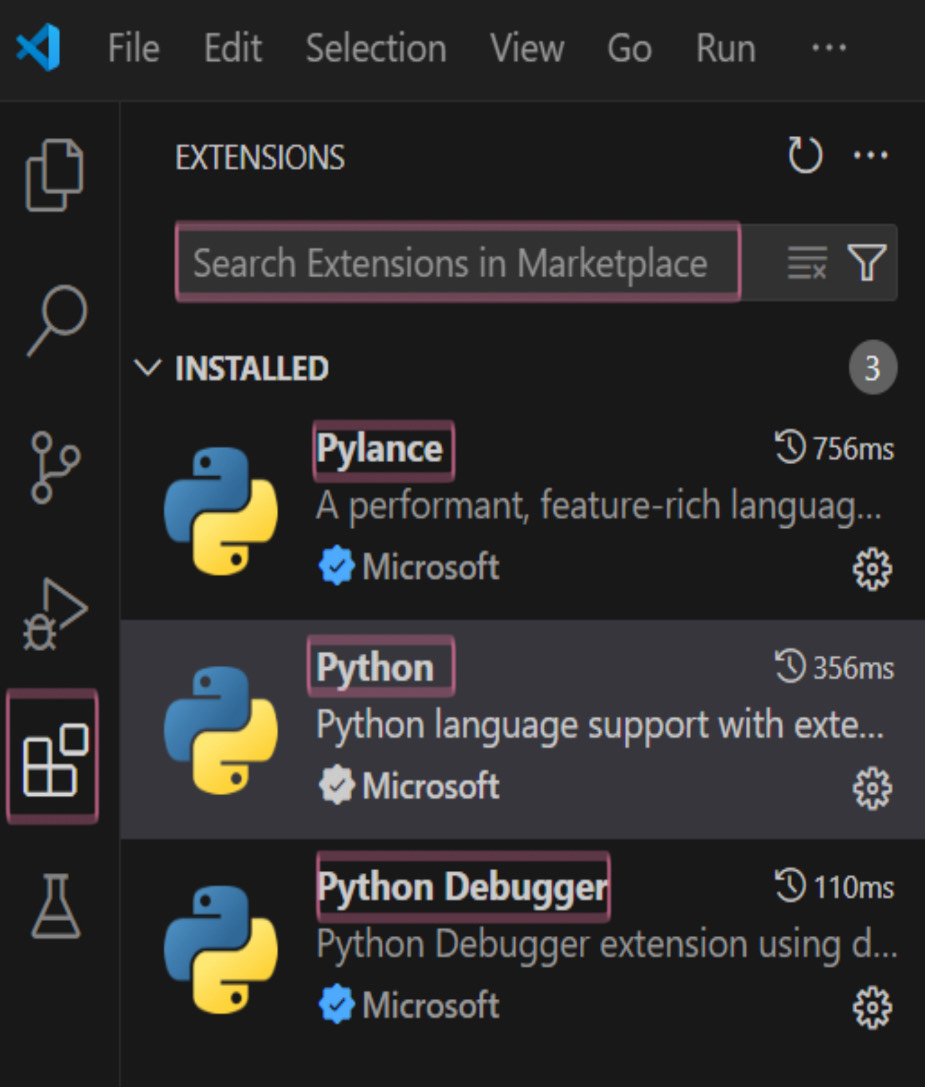 File Edit Selection View Go Run ...
EXTENSIONS
Search Extensions in Marketplace
INSTALLED 3
Pylance 756ms
A performant, feature-rich languag...
Microsoft
Python 356ms
Python language support with exte...
Microsoft
Python Debugger 110ms
Python Debugger extension using d...
Microsoft